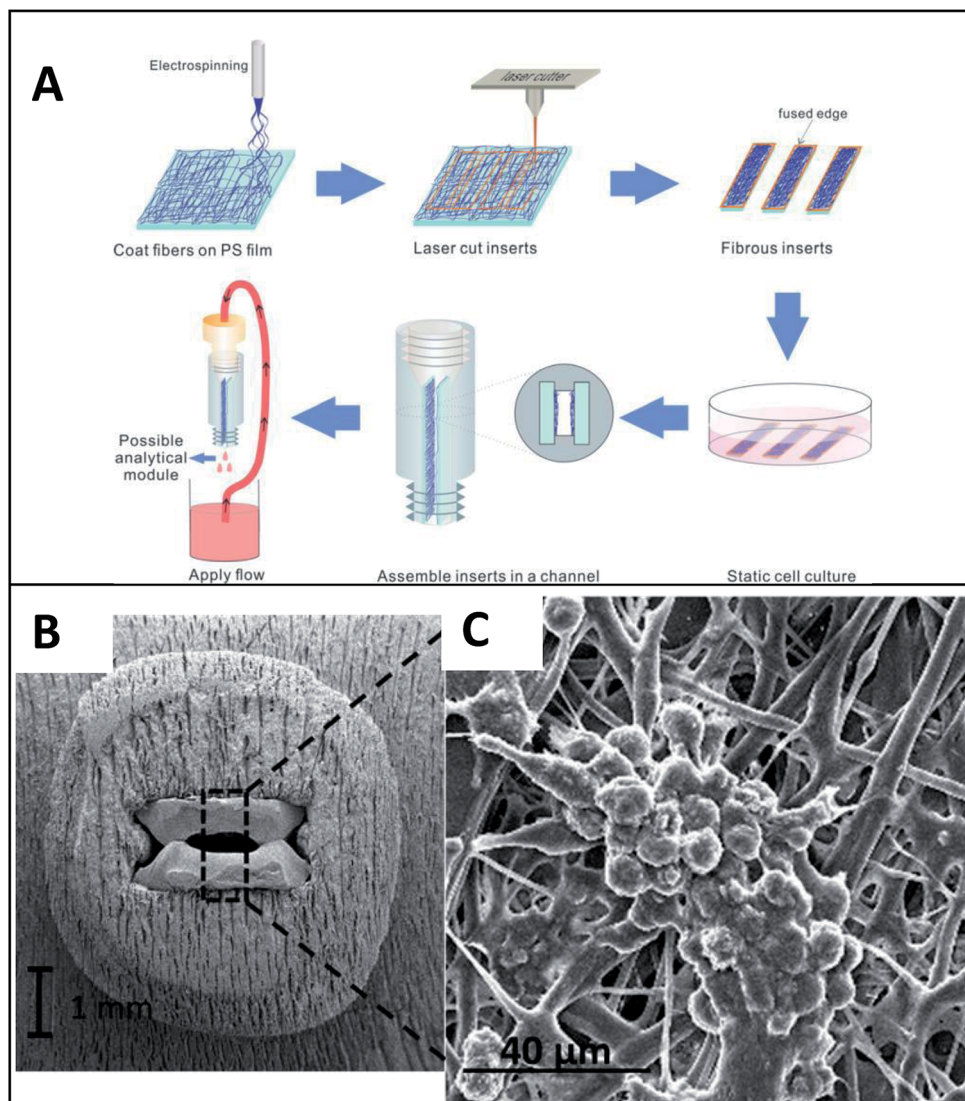 A
Electrospinning
laser cutter
fused edge
Coat fibers on PS film
Laser cut inserts
Fibrous inserts
Possible
analytical
module
Apply flow
Assemble inserts in a channel
Static cell culture
B
C
1 mm
40 µm